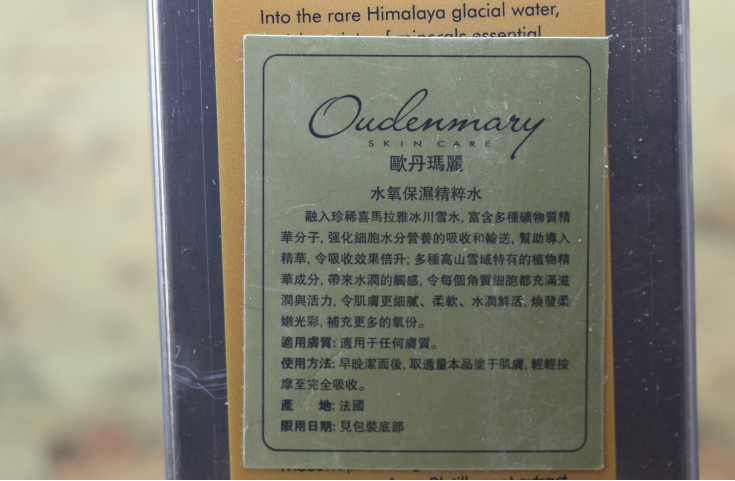 Into the rare Himalaya glacial water,
of minerals essential
Oudenmary
SKIN CARE
歐丹瑪麗
水氧保濕精粹水
融入珍稀喜馬拉雅冰川雪水, 富含多種礦物質精
華分子, 强化細胞水分營養的吸收和輸送, 幫助導入
精華, 令吸收效果倍升; 多種高山雪域特有的植物精
華成分, 帶來水潤的觸感, 令每個角質細胞都充滿滋
潤與活力, 令肌膚更細膩、柔軟、水潤鮮活, 煥發柔
嫩光彩, 補充更多的氧份。
適用膚質: 適用于任何膚質。
使用方法: 早晚潔面後, 取適量本品塗于肌膚, 輕輕按
摩至完全吸收。
產 地: 法國
限用日期: 見包裝底部